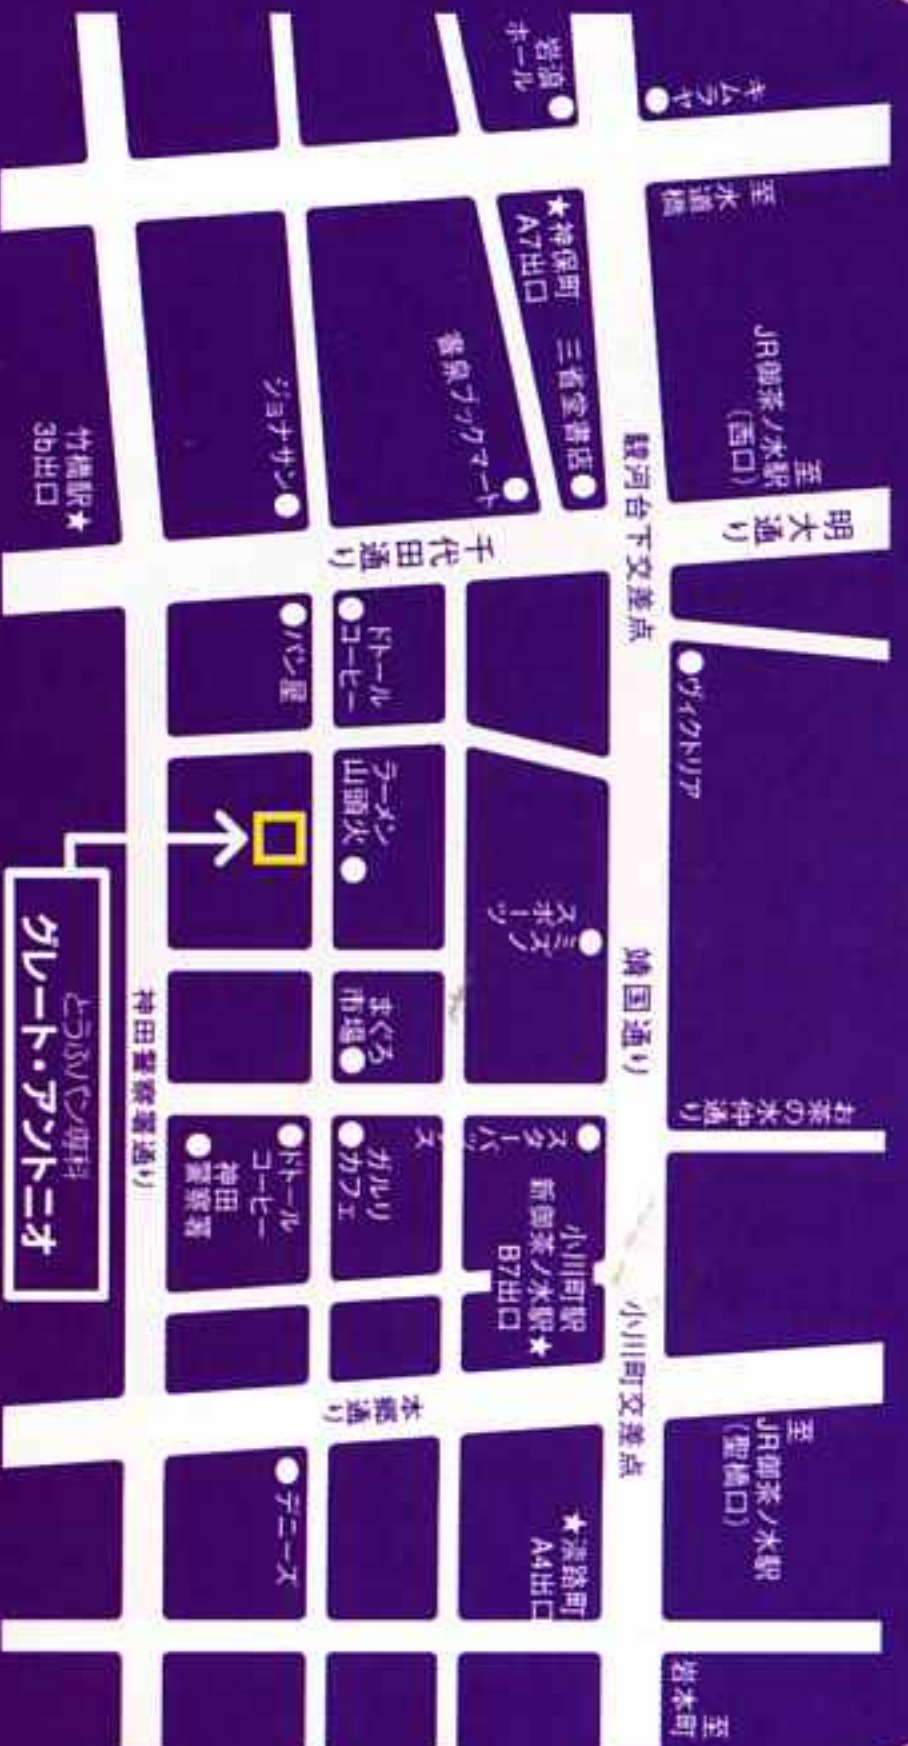 キムラヤ
至 水道橋
岩波
ホール
★神保町
A7出口
三省堂書店
書泉ブックマート
ジョナサン
竹橋駅★
3b出口
至
JR御茶ノ水駅
(西口)
明大通り
駿河台下交差点
千代田通り
ヴィクトリア
パン屋
ドトール
コーヒー
ラーメン
山頭火
ミズノ
スポーツ
靖国通り
まぐろ
市場
お茶の水仲通り
スターバックス
ガルリ
カフェ
ドトール
コーヒー
神田
警察署
小川町駅
新御茶ノ水駅★
B7出口
小川町交差点
本郷通り
至
JR御茶ノ水駅
(聖橋口)
デニーズ
★淡路町
A4出口
至
岩本町
神田警察署通り
とうふパン専科
グレート・アントニオ